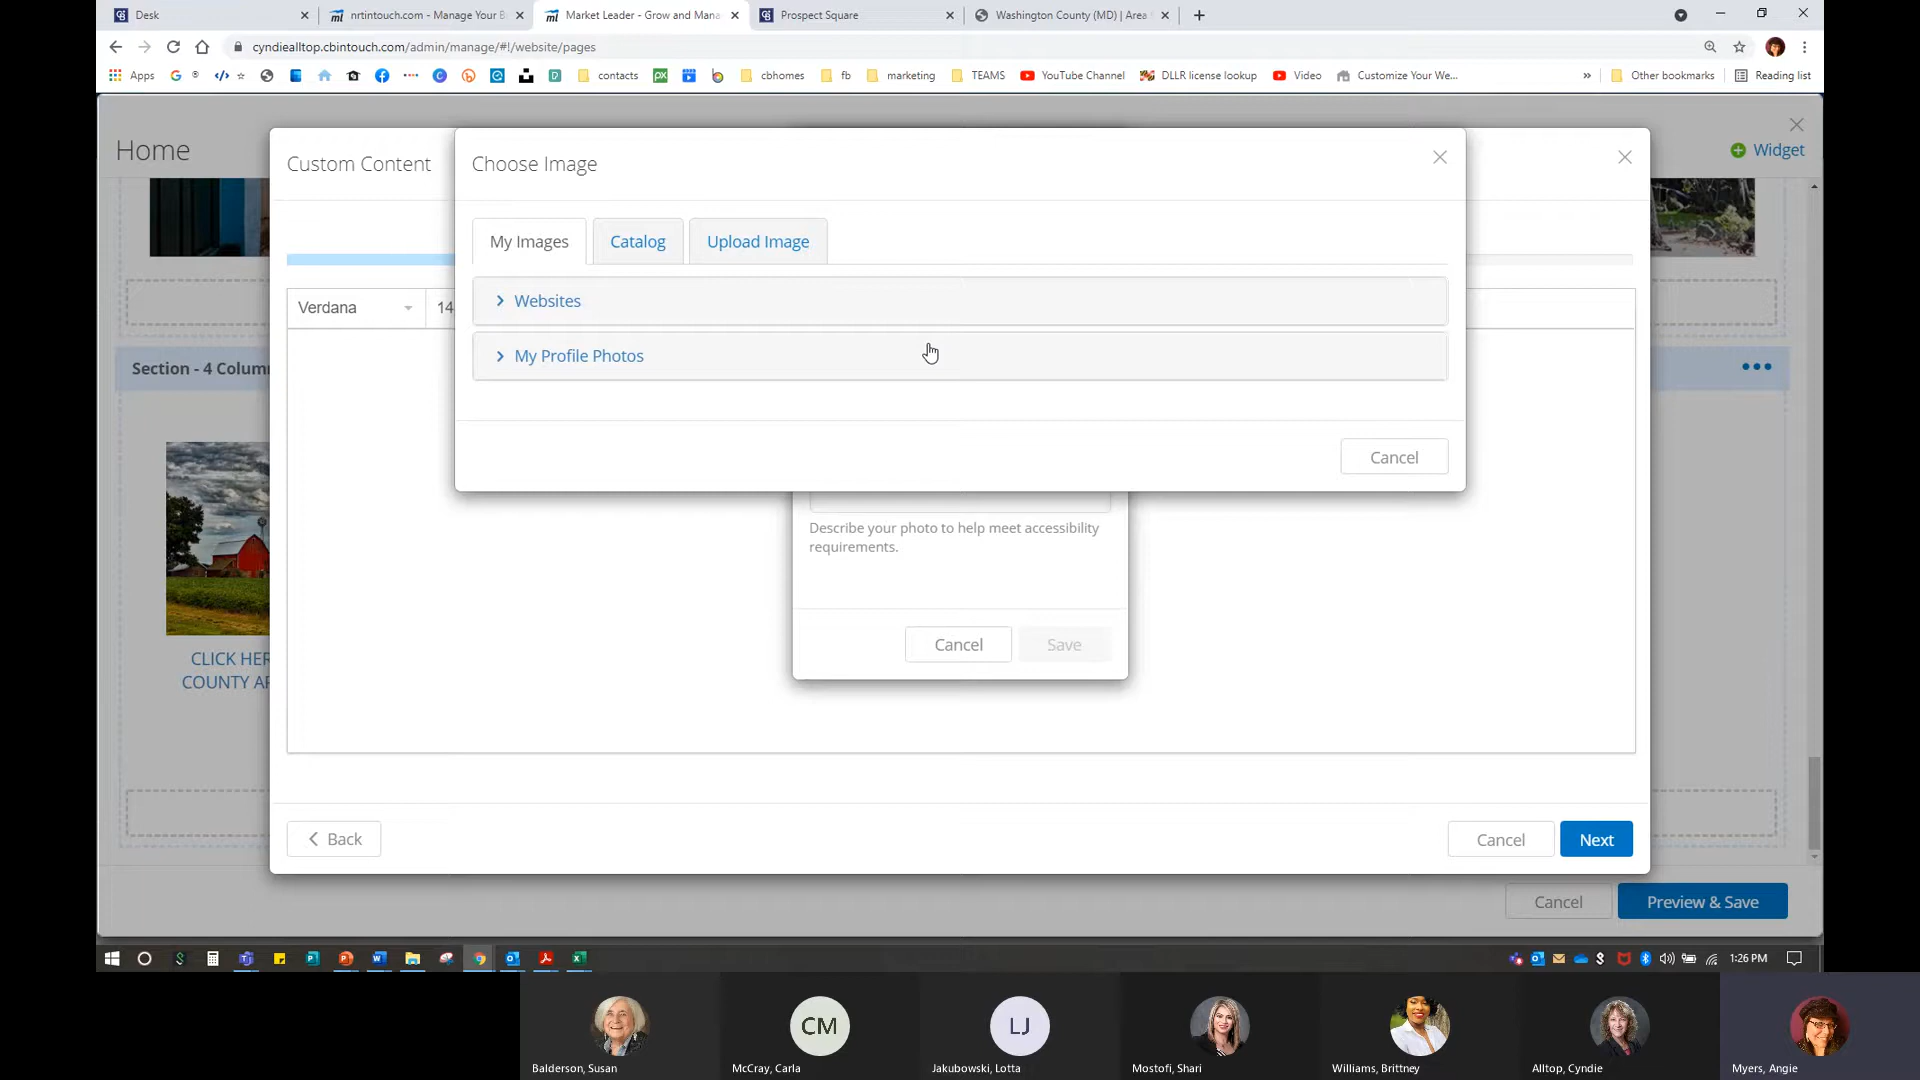 Desk
nrtintouch.com - Manage Your B
Market Leader - Grow and Mana
Prospect Square
Washington County (MD) | Area
cyndiealltop.cbintouch.com/admin/manage/#!/website/pages
Apps
contacts
cbhomes
fb
marketing
TEAMS
YouTube Channel
DLLR license lookup
Video
Customize Your We...
Other bookmarks
Reading list
Home
Widget
Custom Content
Choose Image
My Images
Catalog
Upload Image
Websites
My Profile Photos
Cancel
Verdana
14
Section - 4 Colum
CLICK HER
COUNTY AR
Describe your photo to help meet accessibility
requirements.
Cancel
Save
Back
Cancel
Next
Cancel
Preview & Save
1:26 PM
CM
LJ
Balderson, Susan
McCray, Carla
Jakubowski, Lotta
Mostofi, Shari
Williams, Brittney
Alltop, Cyndie
Myers, Angie